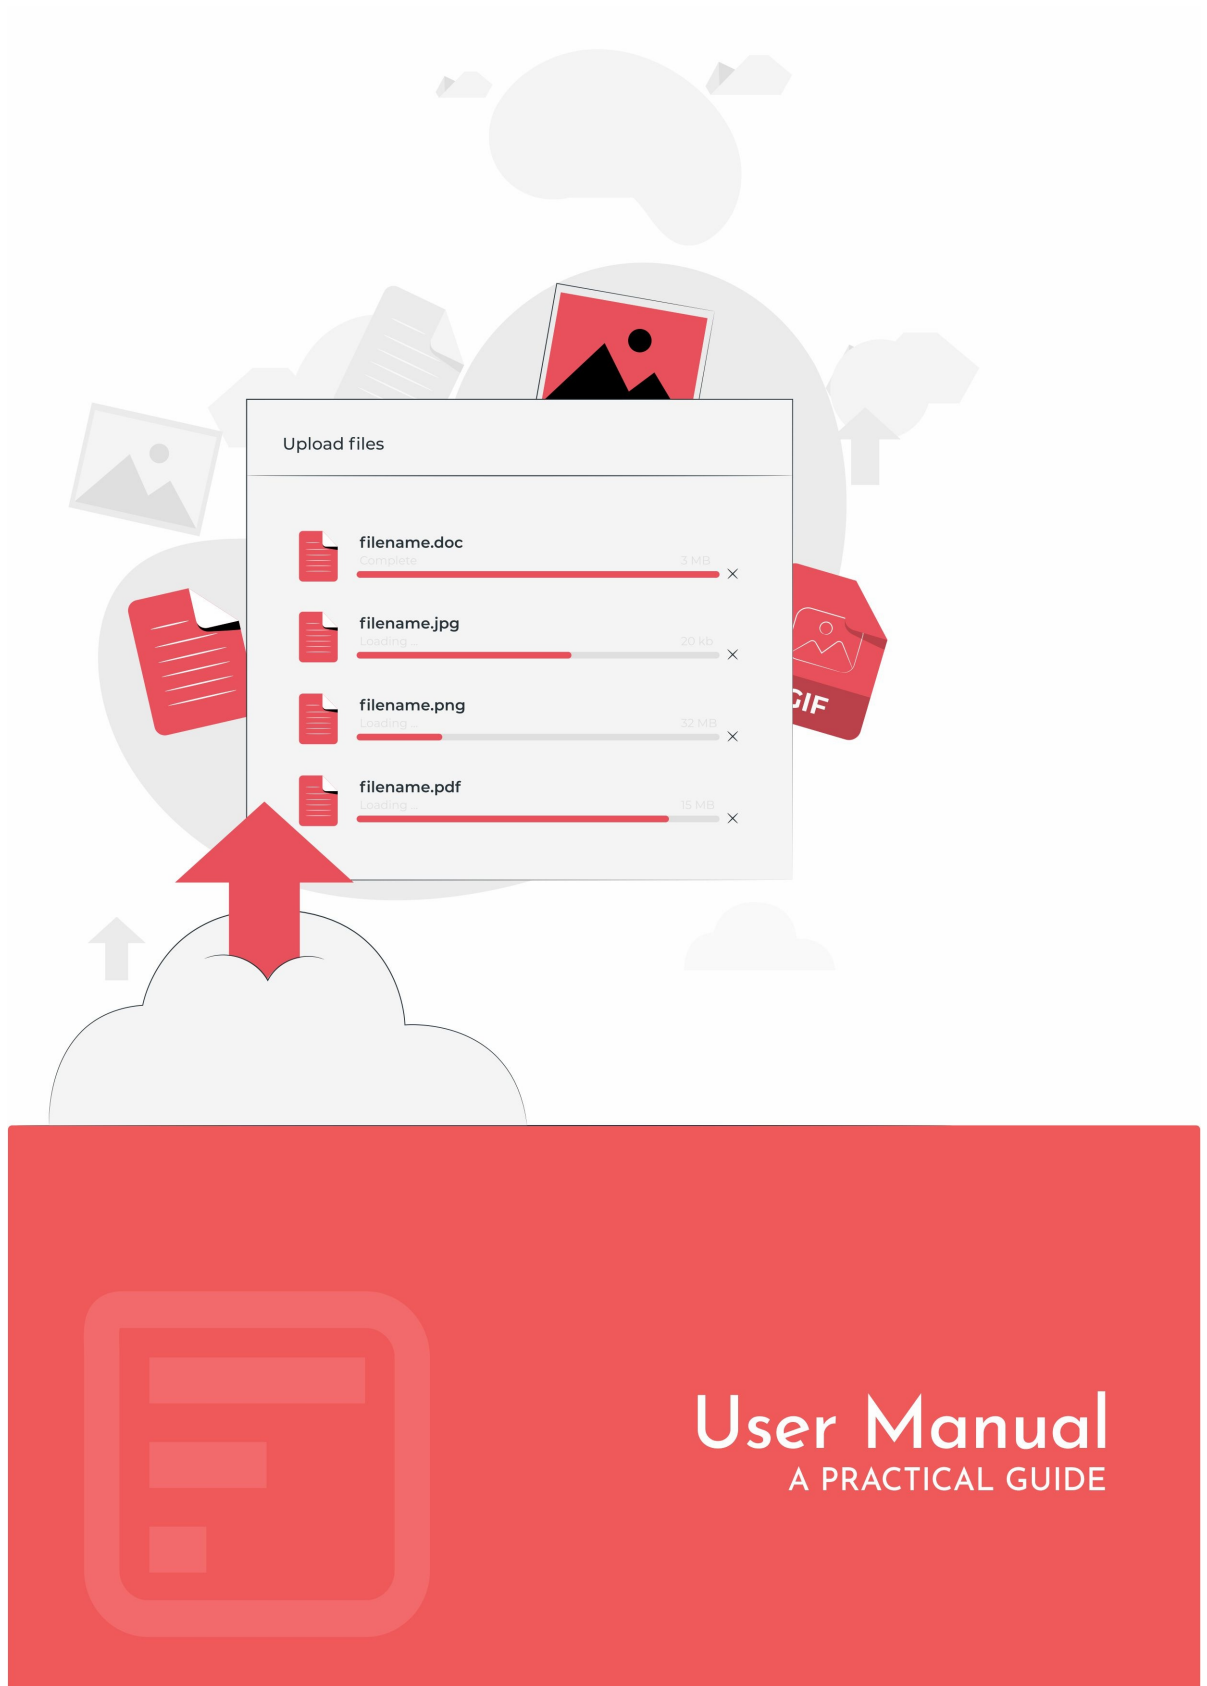 Upload files
filename.doc
Complete 3 MB
filename.jpg
Loading ... 20 kb
filename.png
Loading ... 32 MB
filename.pdf
Loading ... 15 MB
GIF
User Manual
A PRACTICAL GUIDE